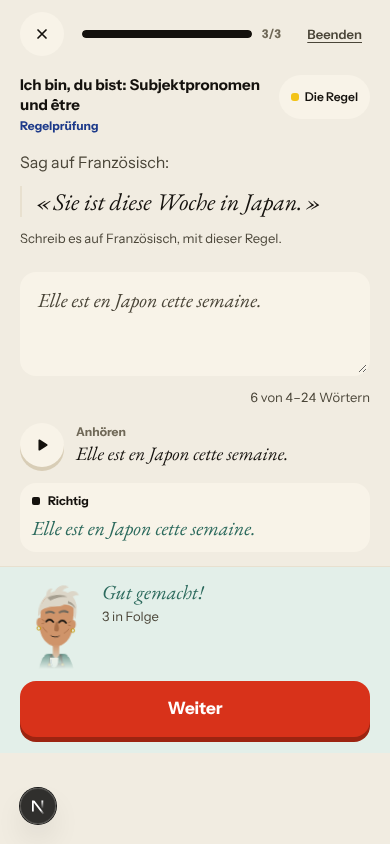 3/3
Beenden
Ich bin, du bist: Subjektpronomen
und être
Regelprüfung
Die Regel
Sag auf Französisch:
« Sie ist diese Woche in Japan. »
Schreib es auf Französisch, mit dieser Regel.
Elle est en Japon cette semaine.
6 von 4–24 Wörtern
Anhören
Elle est en Japon cette semaine.
Richtig
Elle est en Japon cette semaine.
Gut gemacht!
3 in Folge
Weiter
N